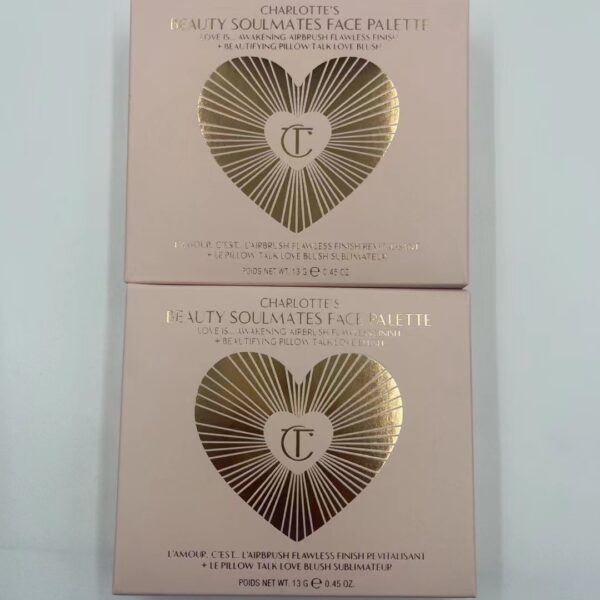 CHARLOTTE'S
BEAUTY SOULMATES FACE PALETTE
LOVE IS... AWAKENING AIRBRUSH FLAWLESS FINISH
+ BEAUTIFYING PILLOW TALK LOVE BLUSH
CT
L'AMOUR, C'EST... L'AIRBRUSH FLAWLESS FINISH REVITALISANT
+ LE PILLOW TALK LOVE BLUSH SUBLIMATEUR
POIDS NET WT. 13 G ℮ 0.45 OZ.
CHARLOTTE'S
BEAUTY SOULMATES FACE PALETTE
LOVE IS... AWAKENING AIRBRUSH FLAWLESS FINISH
+ BEAUTIFYING PILLOW TALK LOVE BLUSH
CT
L'AMOUR, C'EST... L'AIRBRUSH FLAWLESS FINISH REVITALISANT
+ LE PILLOW TALK LOVE BLUSH SUBLIMATEUR
POIDS NET WT. 13 G ℮ 0.45 OZ.